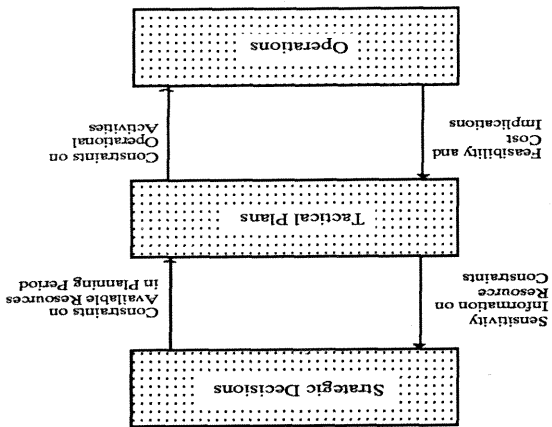 Strategic Decisions
Sensitivity
Information on
Resource
Constraints
Constraints on
Available Resources
in Planning Period
Tactical Plans
Feasibility and
Cost
Implications
Constraints on
Operational
Activities
Operations